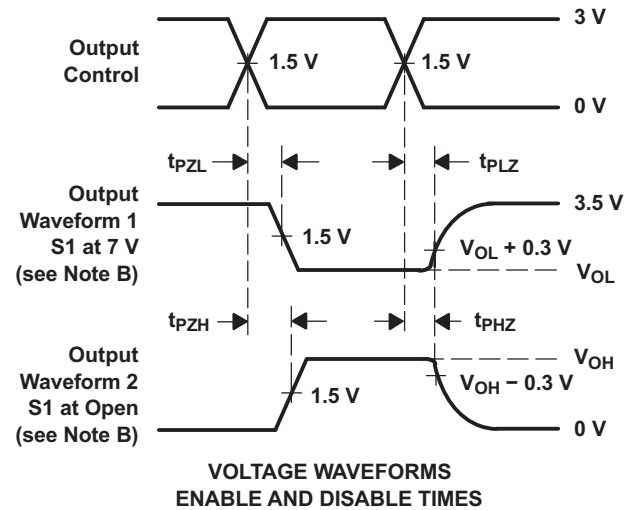 3 V
Output
Control
1.5 V
1.5 V
0 V
tPZL
tPLZ
Output
Waveform 1
S1 at 7 V
(see Note B)
3.5 V
1.5 V
VOL + 0.3 V
VOL
tPZH
tPHZ
Output
Waveform 2
S1 at Open
(see Note B)
VOH
1.5 V
VOH − 0.3 V
0 V
VOLTAGE WAVEFORMS
ENABLE AND DISABLE TIMES